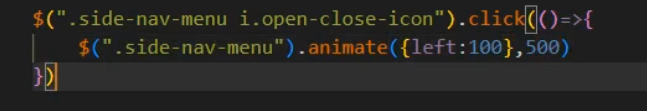 $(".side-nav-menu i.open-close-icon").click(()=>{
$(".side-nav-menu").animate({left:100},500)
})